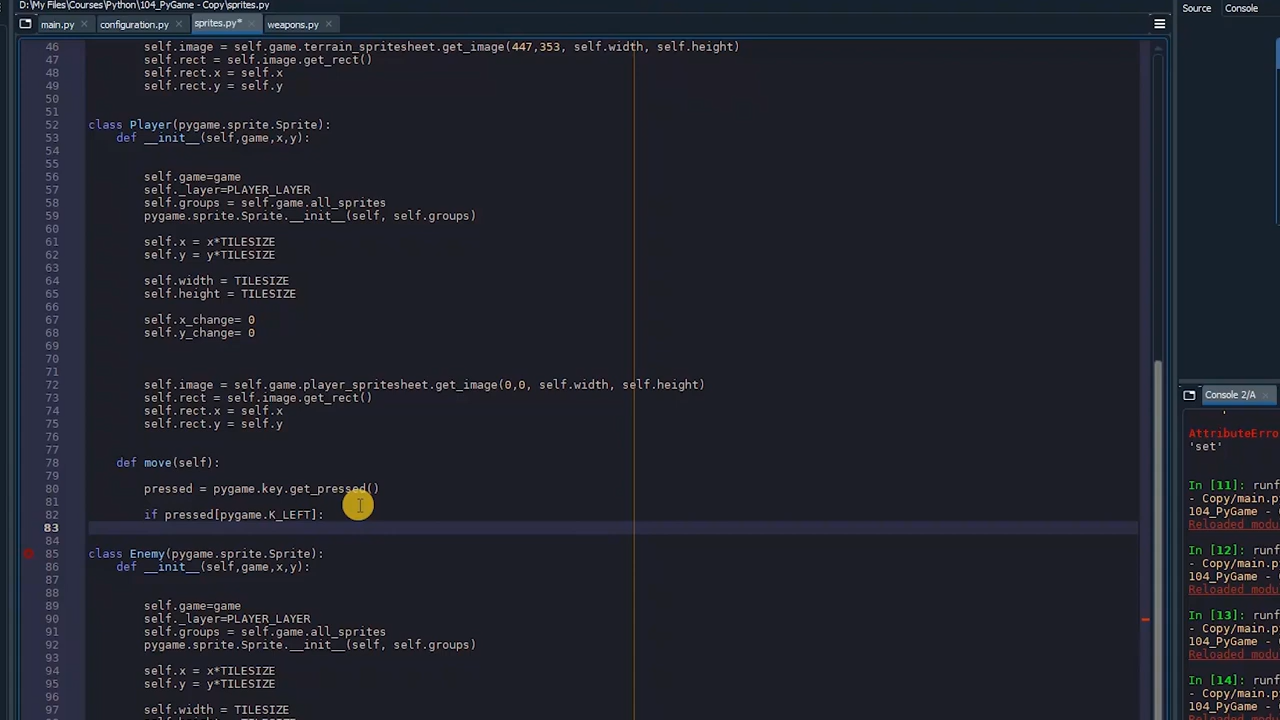 D:\My Files\Courses\Python\104_PyGame - Copy\sprites.py
main.py configuration.py sprites.py* weapons.py
Source Console
46 self.image = self.game.terrain_spritesheet.get_image(447,353, self.width, self.height)
47 self.rect = self.image.get_rect()
48 self.rect.x = self.x
49 self.rect.y = self.y
50
51
52 class Player(pygame.sprite.Sprite):
53 def __init__(self,game,x,y):
54
55
56 self.game=game
57 self._layer=PLAYER_LAYER
58 self.groups = self.game.all_sprites
59 pygame.sprite.Sprite.__init__(self, self.groups)
60
61 self.x = x*TILESIZE
62 self.y = y*TILESIZE
63
64 self.width = TILESIZE
65 self.height = TILESIZE
66
67 self.x_change= 0
68 self.y_change= 0
69
70
71
72 self.image = self.game.player_spritesheet.get_image(0,0, self.width, self.height)
73 self.rect = self.image.get_rect()
74 self.rect.x = self.x
75 self.rect.y = self.y
76
77
78 def move(self):
79
80 pressed = pygame.key.get_pressed()
81
82 if pressed[pygame.K_LEFT]:
83
84
85 class Enemy(pygame.sprite.Sprite):
86 def __init__(self,game,x,y):
87
88
89 self.game=game
90 self._layer=PLAYER_LAYER
91 self.groups = self.game.all_sprites
92 pygame.sprite.Sprite.__init__(self, self.groups)
93
94 self.x = x*TILESIZE
95 self.y = y*TILESIZE
96
97 self.width = TILESIZE
Console 2/A
AttributeErro
'set'
In [11]: runf
- Copy/main.p
104_PyGame - 
Reloaded modu
In [12]: runf
- Copy/main.p
104_PyGame - 
Reloaded modu
In [13]: runf
- Copy/main.p
104_PyGame - 
Reloaded modu
In [14]: runf
- Copy/main.p
104_PyGame -